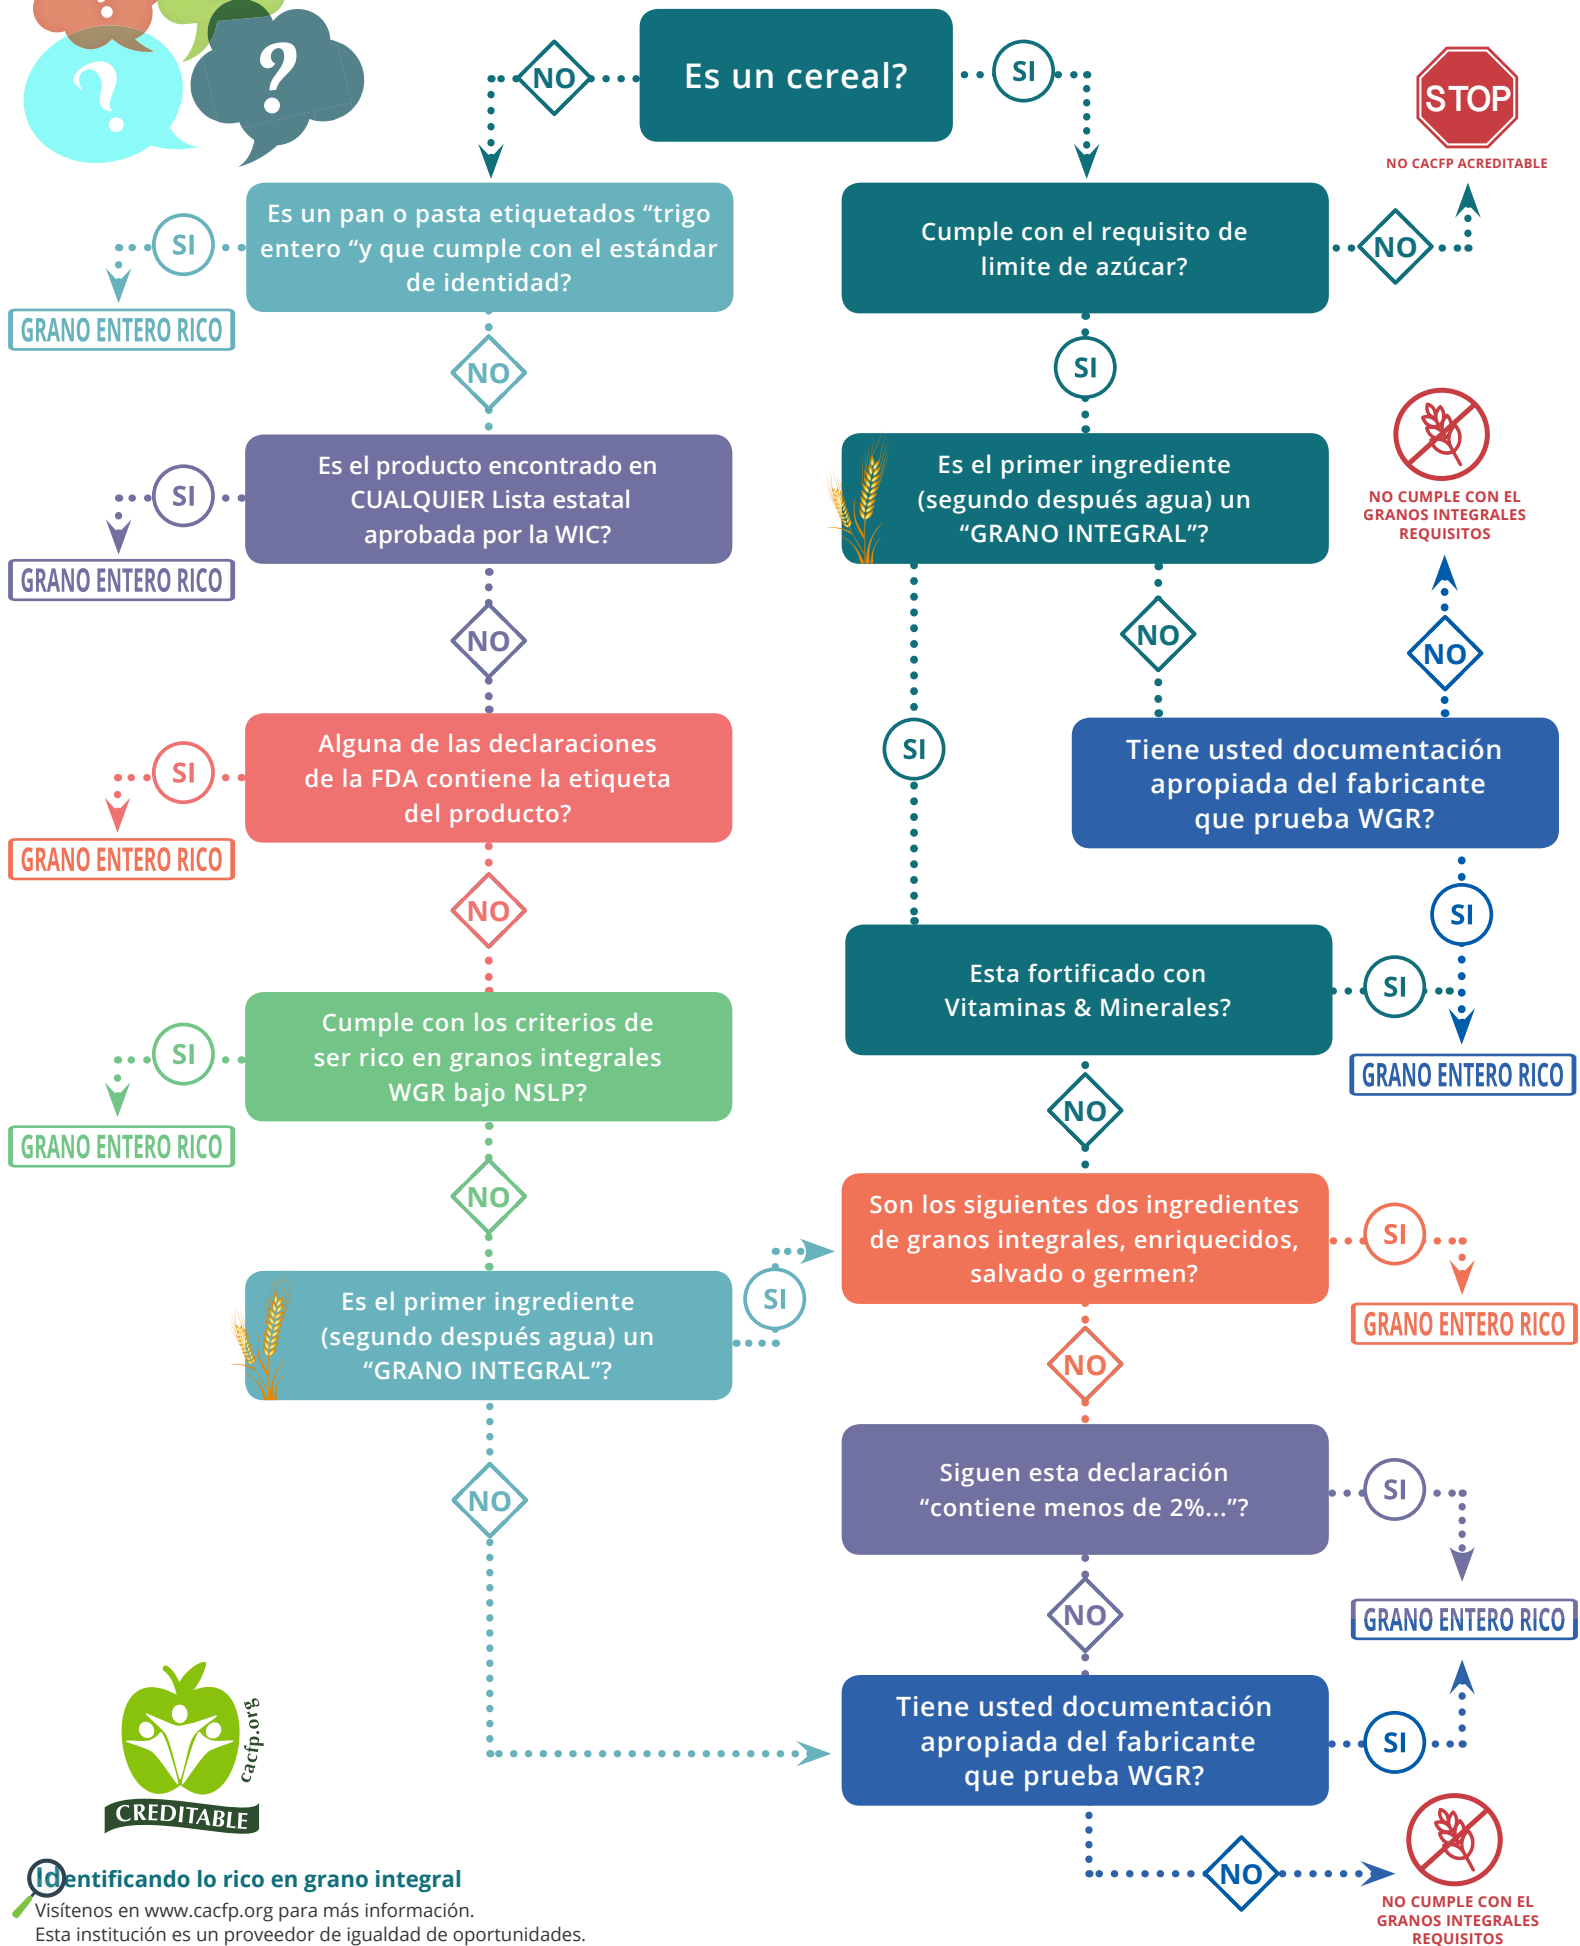 ?
?
?
Es un cereal?
NO
SI
STOP
NO CACFP ACREDITABLE
Es un pan o pasta etiquetados “trigo
entero “y que cumple con el estándar
de identidad?
SI
GRANO ENTERO RICO
NO
Cumple con el requisito de
limite de azúcar?
NO
SI
Es el producto encontrado en
CUALQUIER Lista estatal
aprobada por la WIC?
SI
GRANO ENTERO RICO
NO
Es el primer ingrediente
(segundo después agua) un
“GRANO INTEGRAL”?
NO
SI
NO CUMPLE CON EL
GRANOS INTEGRALES
REQUISITOS
NO
Tiene usted documentación
apropiada del fabricante
que prueba WGR?
SI
Alguna de las declaraciones
de la FDA contiene la etiqueta
del producto?
SI
GRANO ENTERO RICO
NO
Esta fortificado con
Vitaminas & Minerales?
SI
GRANO ENTERO RICO
NO
Cumple con los criterios de
ser rico en granos integrales
WGR bajo NSLP?
SI
GRANO ENTERO RICO
NO
Son los siguientes dos ingredientes
de granos integrales, enriquecidos,
salvado o germen?
SI
GRANO ENTERO RICO
NO
Es el primer ingrediente
(segundo después agua) un
“GRANO INTEGRAL”?
SI
NO
Siguen esta declaración
“contiene menos de 2%...”?
SI
GRANO ENTERO RICO
NO
Tiene usted documentación
apropiada del fabricante
que prueba WGR?
SI
NO
NO CUMPLE CON EL
GRANOS INTEGRALES
REQUISITOS
cacfp.org
CREDITABLE
Identificando lo rico en grano integral
Visítenos en www.cacfp.org para más información.
Esta institución es un proveedor de igualdad de oportunidades.